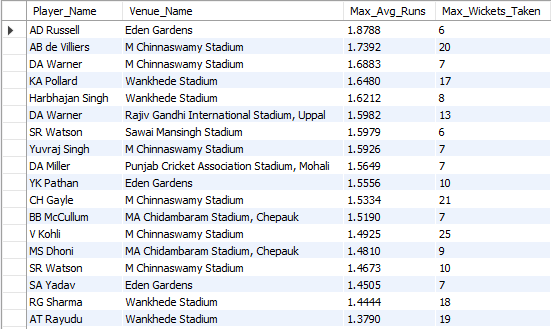 Player_Name Venue_Name Max_Avg_Runs Max_Wickets_Taken
AD Russell Eden Gardens 1.8788 6
AB de Villiers M Chinnaswamy Stadium 1.7392 20
DA Warner M Chinnaswamy Stadium 1.6883 7
KA Pollard Wankhede Stadium 1.6480 17
Harbhajan Singh Wankhede Stadium 1.6212 8
DA Warner Rajiv Gandhi International Stadium, Uppal 1.5982 13
SR Watson Sawai Mansingh Stadium 1.5979 6
Yuvraj Singh M Chinnaswamy Stadium 1.5926 7
DA Miller Punjab Cricket Association Stadium, Mohali 1.5649 7
YK Pathan Eden Gardens 1.5556 10
CH Gayle M Chinnaswamy Stadium 1.5334 21
BB McCullum MA Chidambaram Stadium, Chepauk 1.5190 7
V Kohli M Chinnaswamy Stadium 1.4925 25
MS Dhoni MA Chidambaram Stadium, Chepauk 1.4810 9
SR Watson M Chinnaswamy Stadium 1.4673 10
SA Yadav Eden Gardens 1.4505 7
RG Sharma Wankhede Stadium 1.4444 18
AT Rayudu Wankhede Stadium 1.3790 19